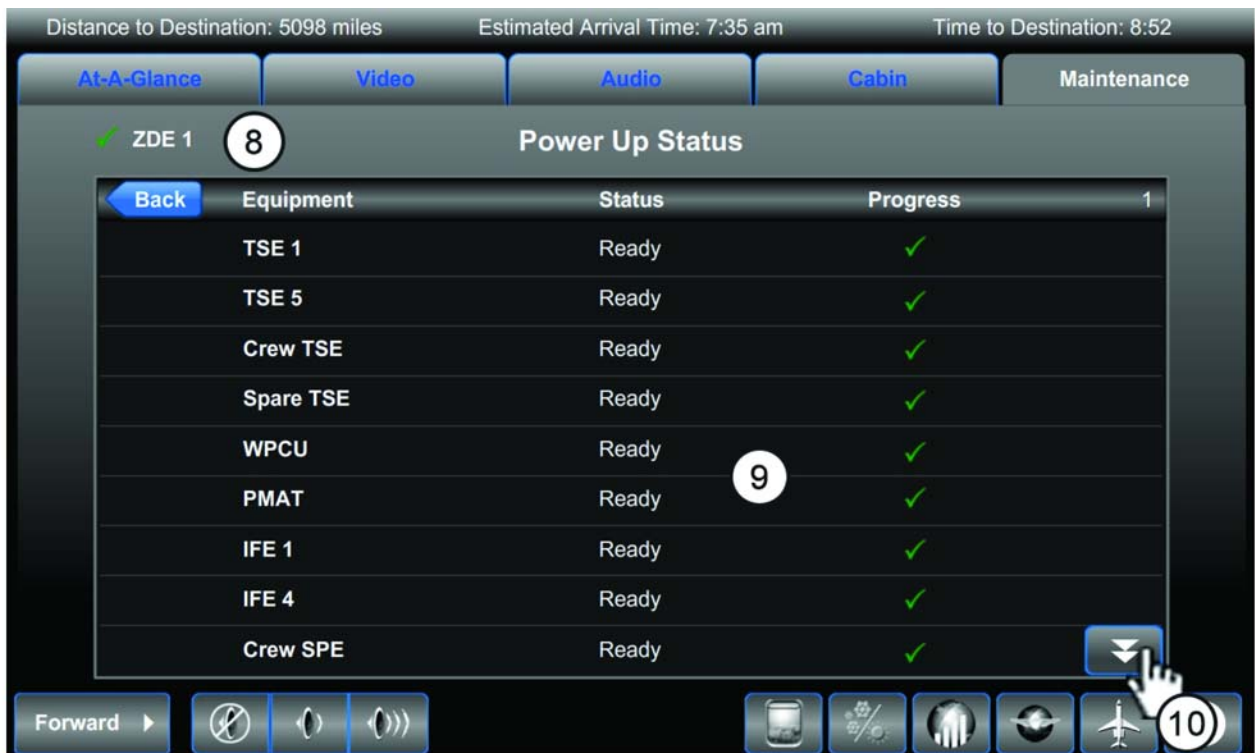 Distance to Destination: 5098 miles Estimated Arrival Time: 7:35 am Time to Destination: 8:52
At-A-Glance Video Audio Cabin Maintenance
ZDE 1 8 Power Up Status
Back Equipment Status Progress 1
TSE 1 Ready
TSE 5 Ready
Crew TSE Ready
Spare TSE Ready
WPCU Ready
9
PMAT Ready
IFE 1 Ready
IFE 4 Ready
Crew SPE Ready
Forward 10